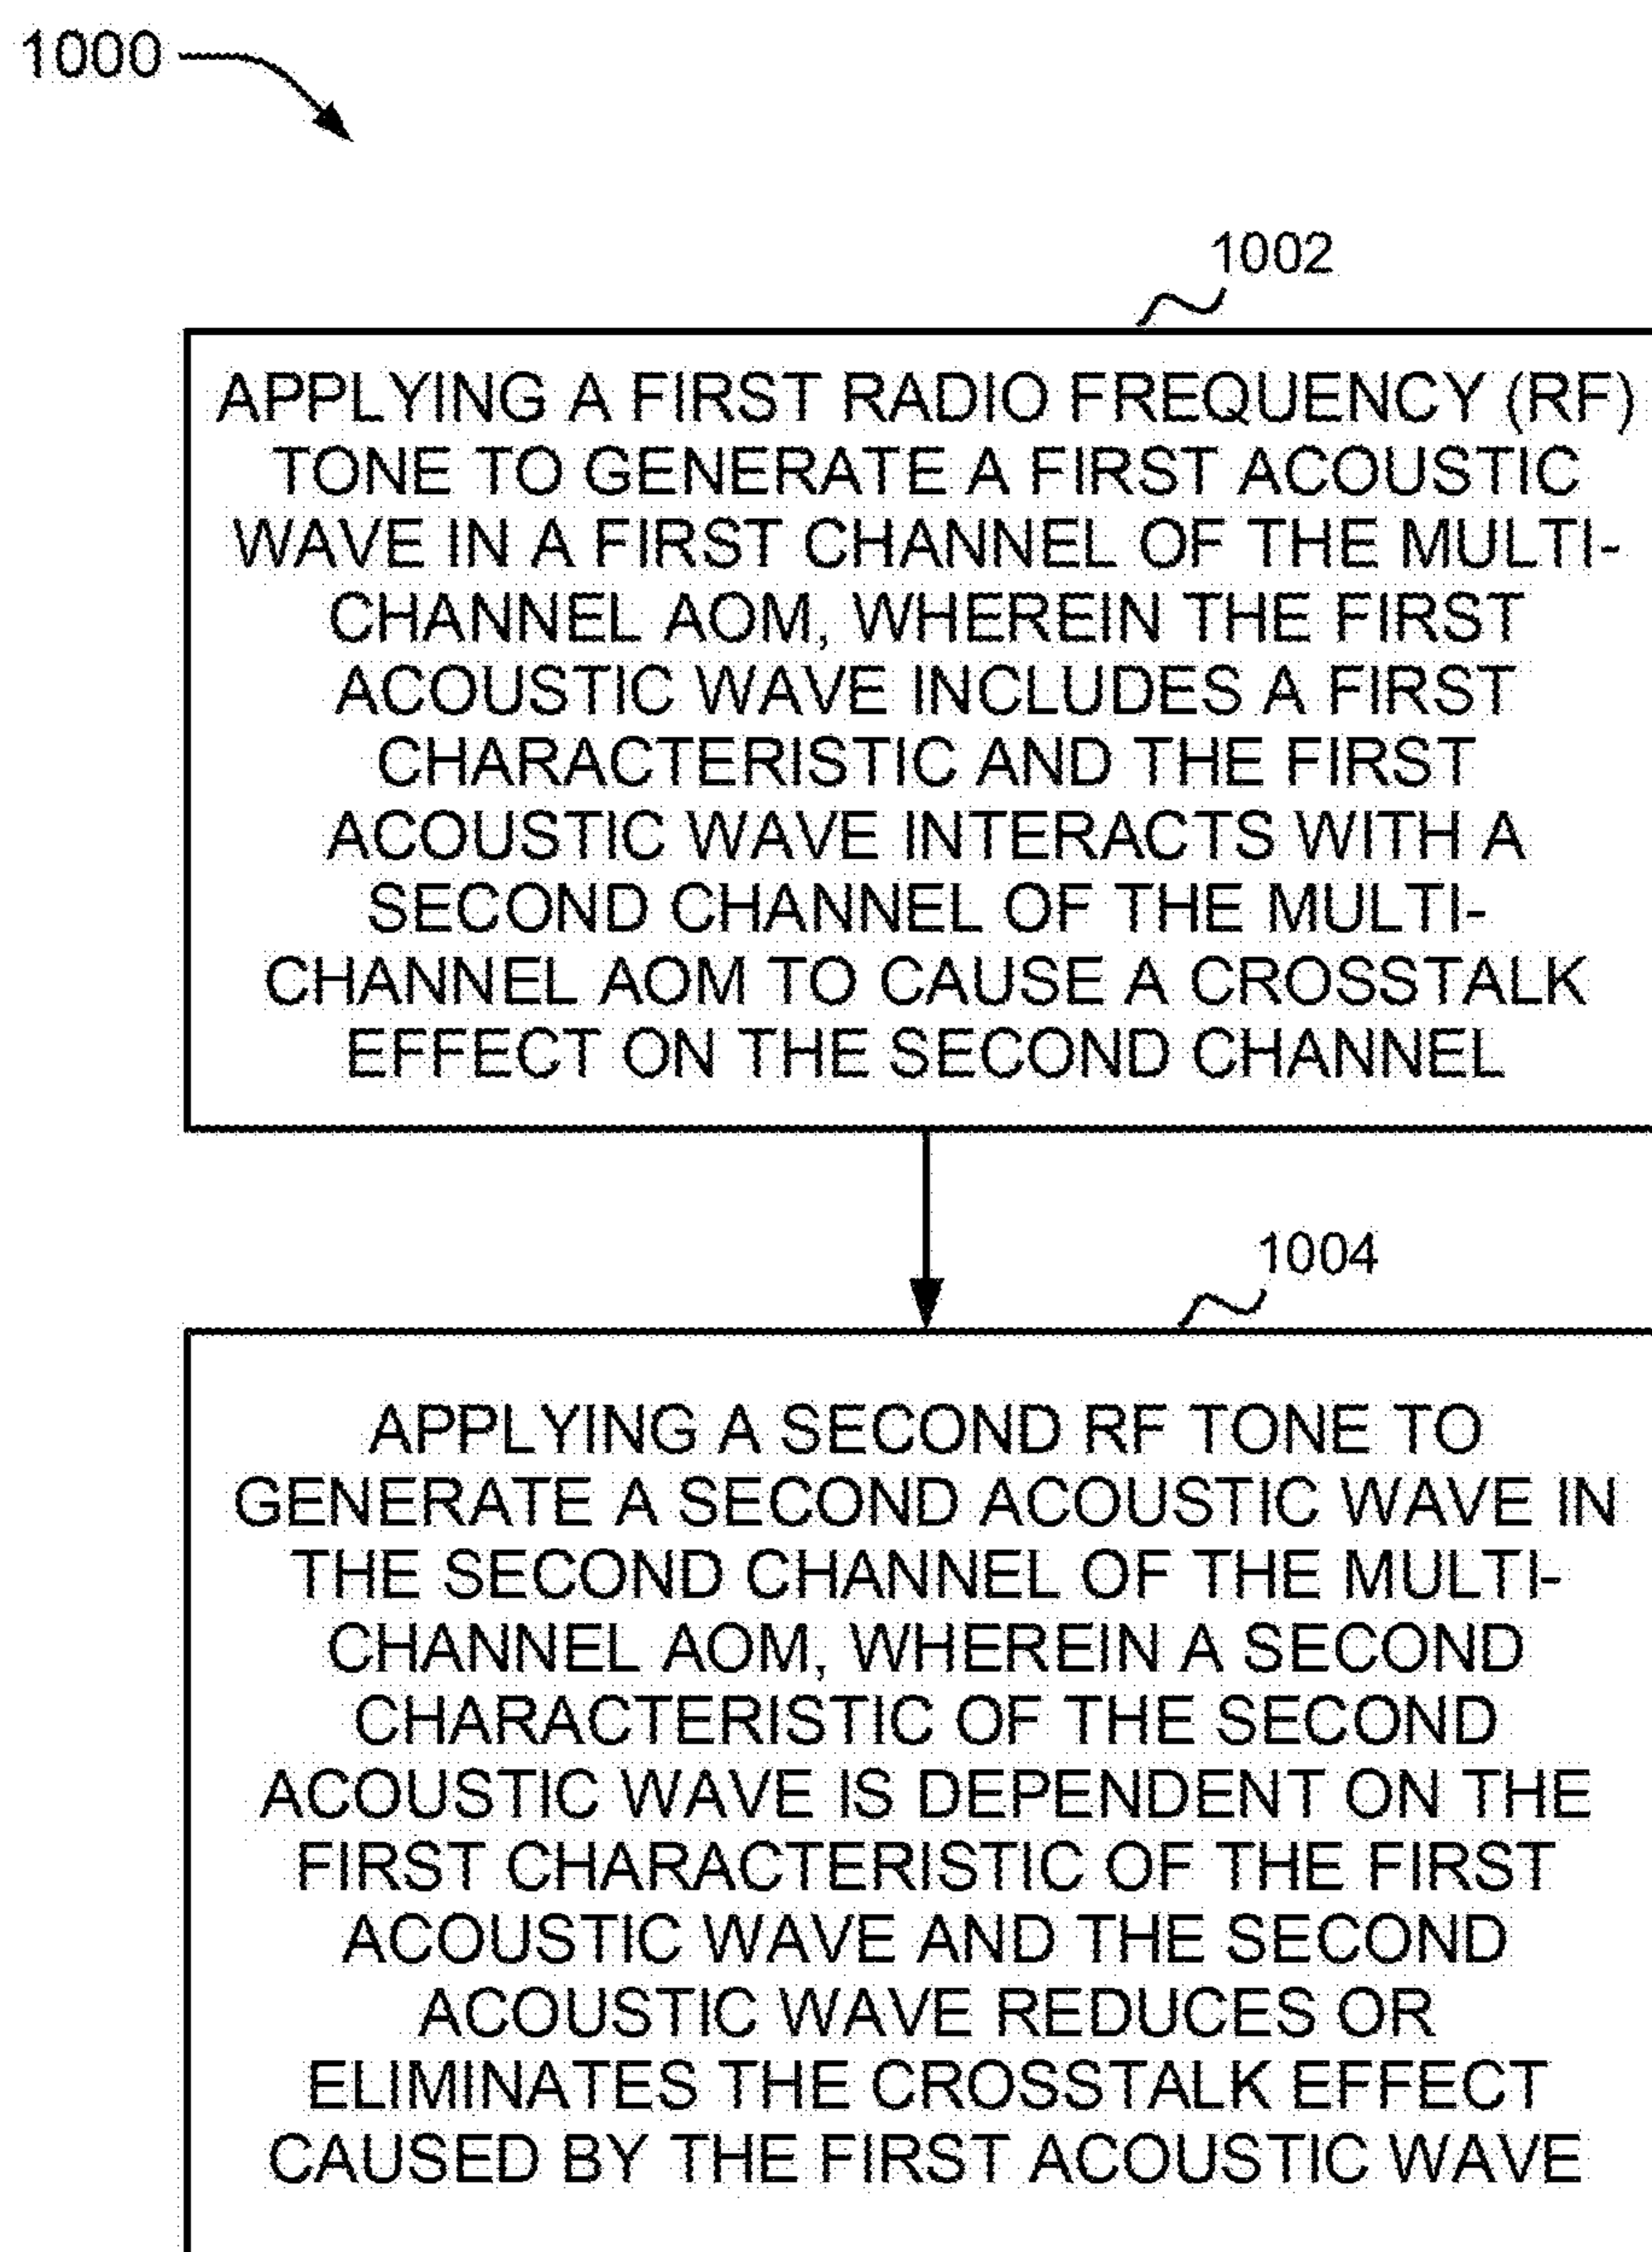 1000
1002
APPLYING A FIRST RADIO FREQUENCY (RF)
TONE TO GENERATE A FIRST ACOUSTIC
WAVE IN A FIRST CHANNEL OF THE MULTI-
CHANNEL AOM, WHEREIN THE FIRST
ACOUSTIC WAVE INCLUDES A FIRST
CHARACTERISTIC AND THE FIRST
ACOUSTIC WAVE INTERACTS WITH A
SECOND CHANNEL OF THE MULTI-
CHANNEL AOM TO CAUSE A CROSSTALK
EFFECT ON THE SECOND CHANNEL
1004
APPLYING A SECOND RF TONE TO
GENERATE A SECOND ACOUSTIC WAVE IN
THE SECOND CHANNEL OF THE MULTI-
CHANNEL AOM, WHEREIN A SECOND
CHARACTERISTIC OF THE SECOND
ACOUSTIC WAVE IS DEPENDENT ON THE
FIRST CHARACTERISTIC OF THE FIRST
ACOUSTIC WAVE AND THE SECOND
ACOUSTIC WAVE REDUCES OR
ELIMINATES THE CROSSTALK EFFECT
CAUSED BY THE FIRST ACOUSTIC WAVE